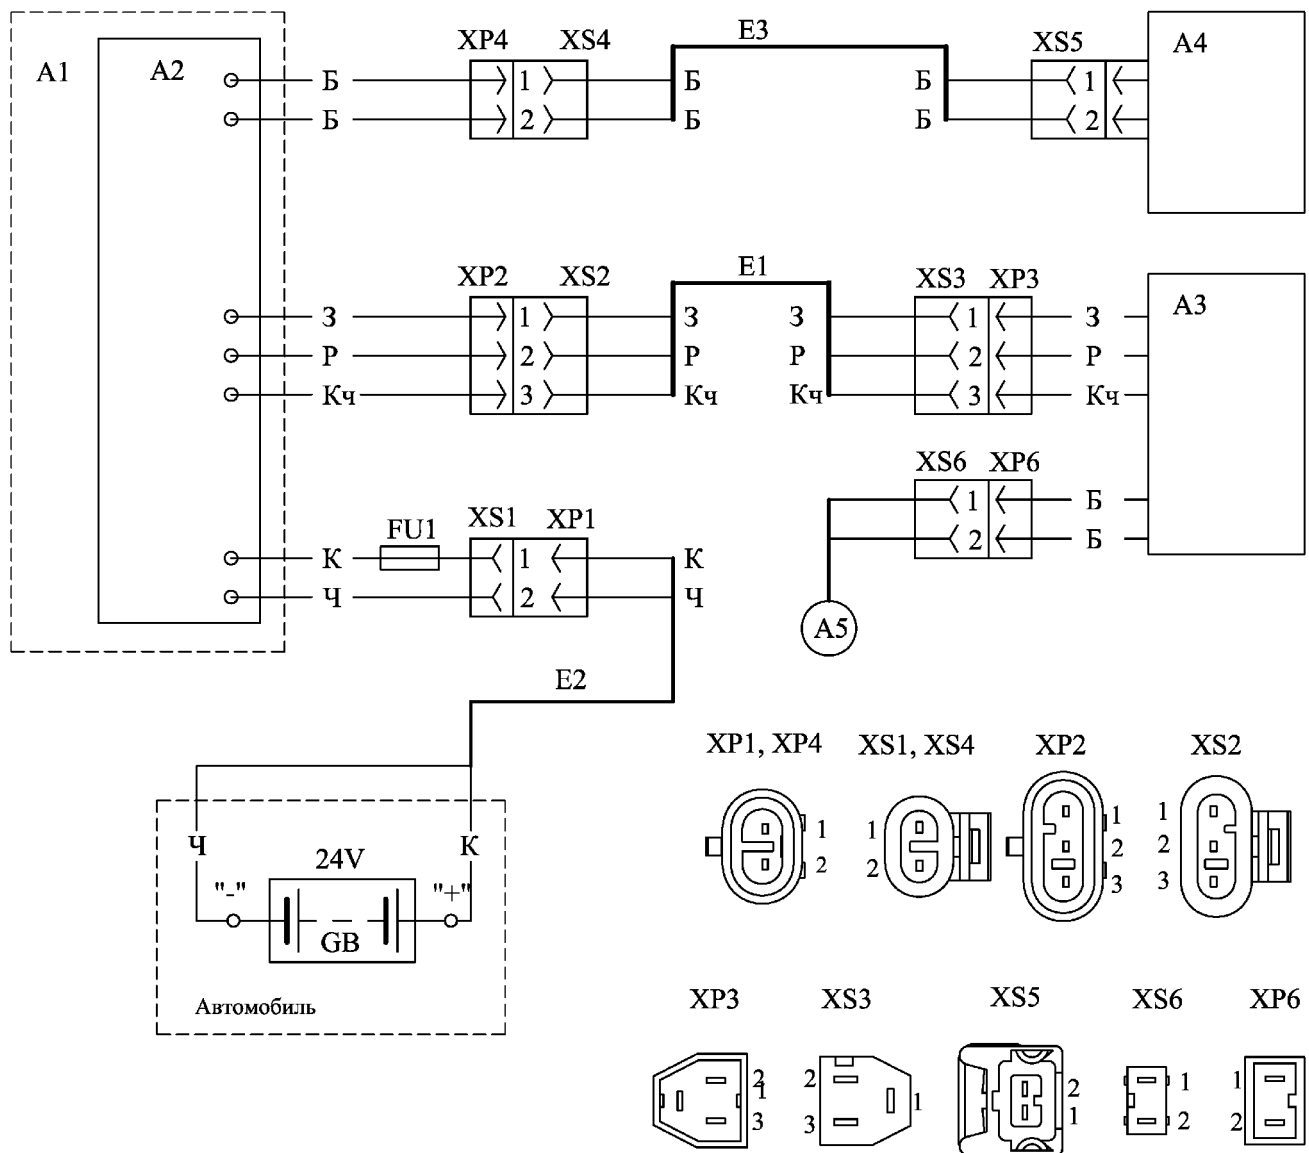 E3
XP4 XS4 XS5
A1 A2 A4
Б 1 Б Б 1
Б 2 Б Б 2
E1
XP2 XS2 XS3 XP3
A3
З 1 З З 1 З
Р 2 Р Р 2 Р
Кч 3 Кч Кч 3 Кч
XS6 XP6
1 Б
FU1 XS1 XP1
2 Б
К 1 К
Ч 2 Ч
A5
E2
XP1, XP4 XS1, XS4 XP2 XS2
1 1 1 1
2 2 2 2
3 3
Ч 24V К
"-" "+"
GB
Автомобиль
XP3 XS3 XS5 XS6 XP6
2 2 2 1 1
1 1
3 3 1 2 2